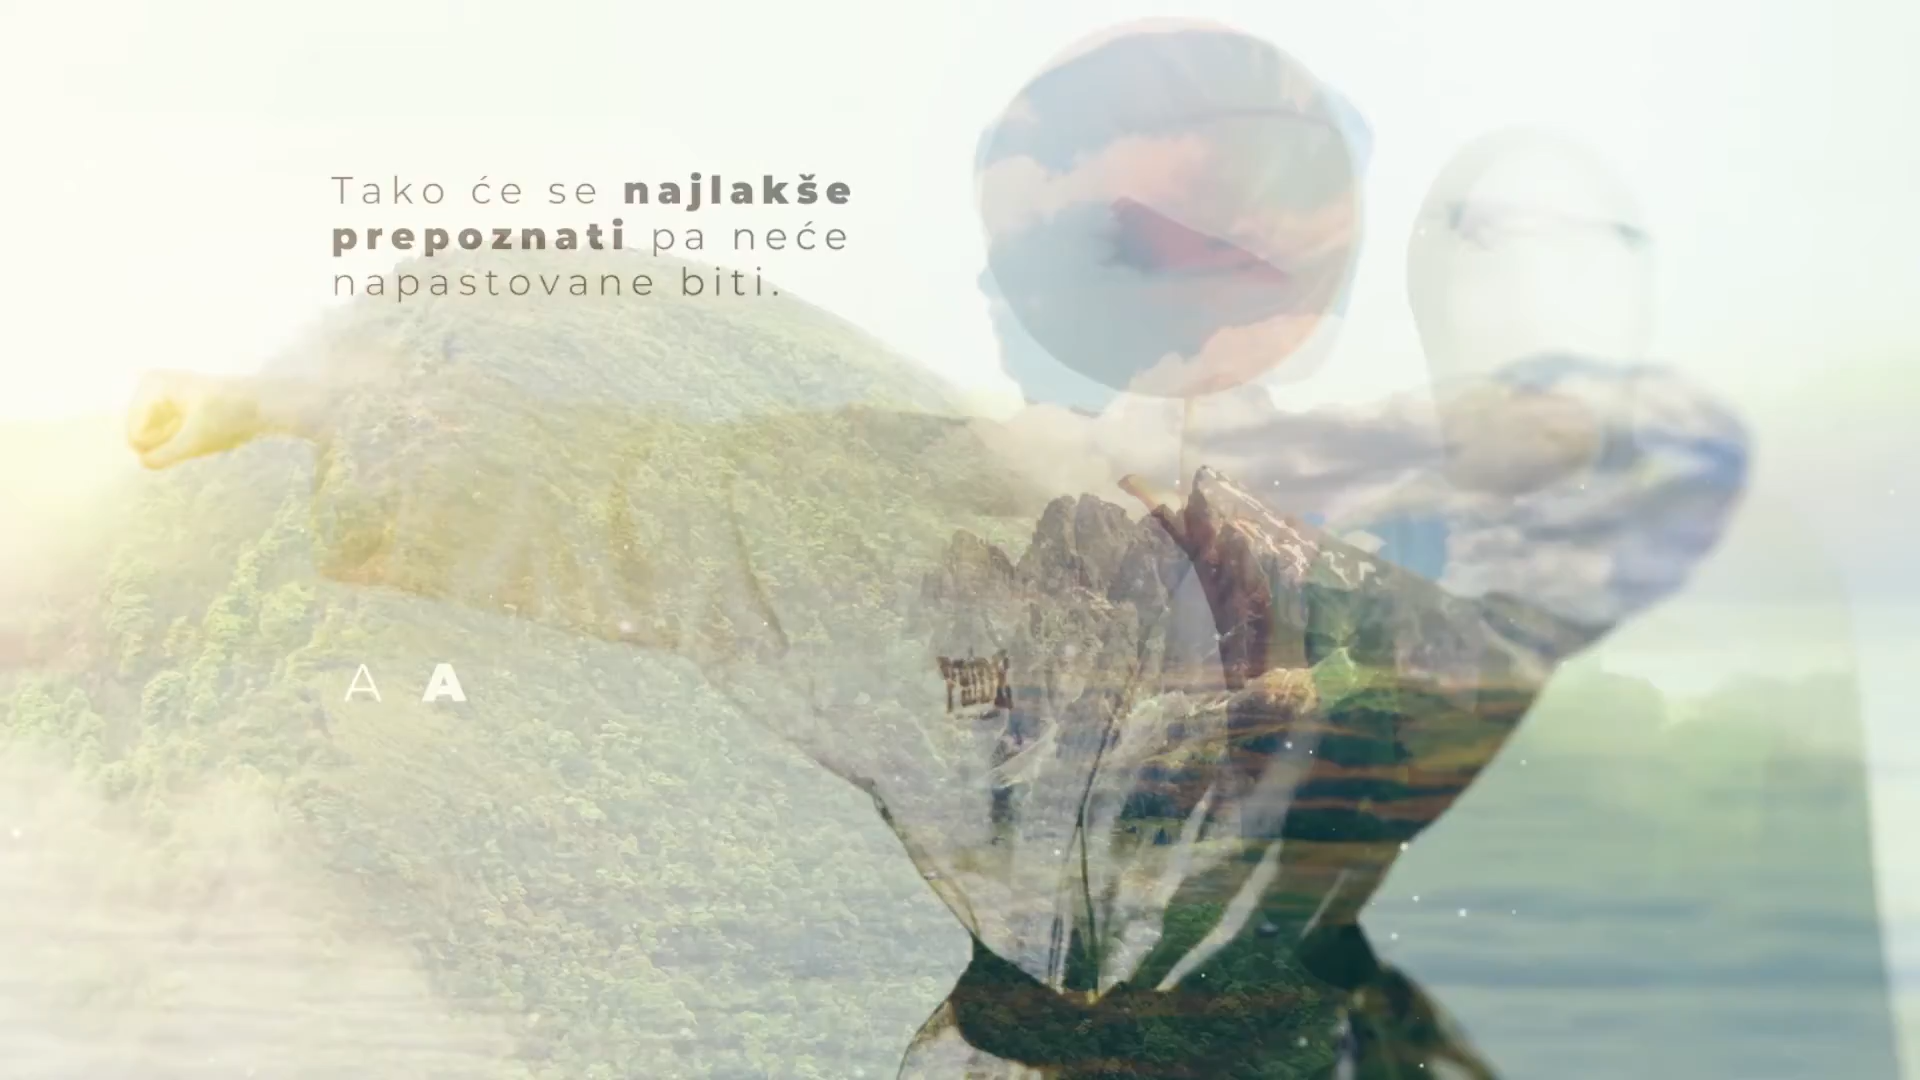 Tako će se najlakše
prepoznati pa neće
napastovane biti.
A A